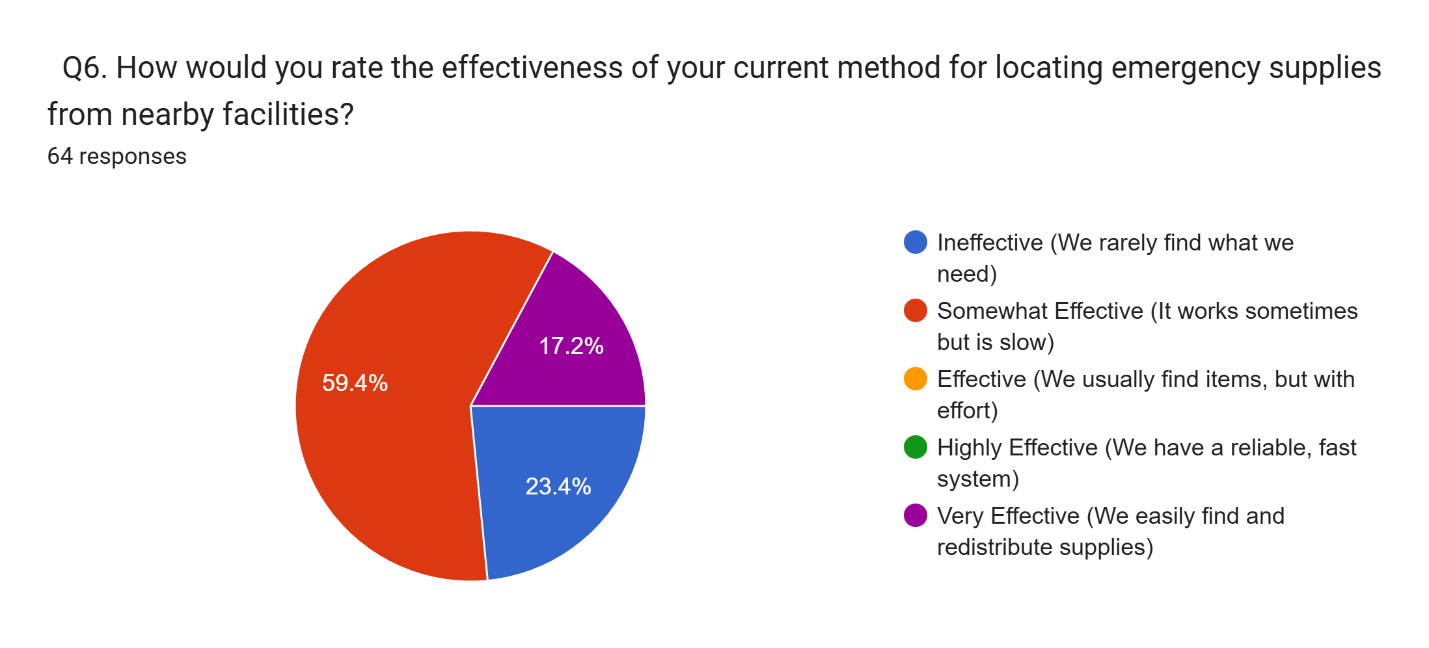 Q6. How would you rate the effectiveness of your current method for locating emergency supplies
from nearby facilities?
64 responses
17.2%
59.4%
23.4%
Ineffective (We rarely find what we
need)
Somewhat Effective (It works sometimes
but is slow)
Effective (We usually find items, but with
effort)
Highly Effective (We have a reliable, fast
system)
Very Effective (We easily find and
redistribute supplies)